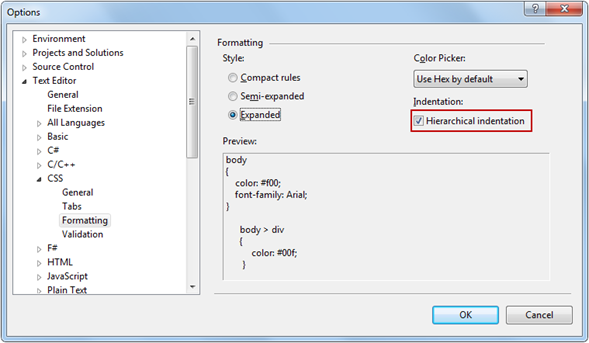 Options
Environment
Projects and Solutions
Source Control
Text Editor
General
File Extension
All Languages
Basic
C#
C/C++
CSS
General
Tabs
Formatting
Validation
F#
HTML
JavaScript
Plain Text
Formatting
Style:
Compact rules
Semi-expanded
Expanded
Color Picker:
Use Hex by default
Indentation:
Hierarchical indentation
Preview:
body
{
color: #f00;
font-family: Arial;
}
body > div
{
color: #00f;
}
OK
Cancel